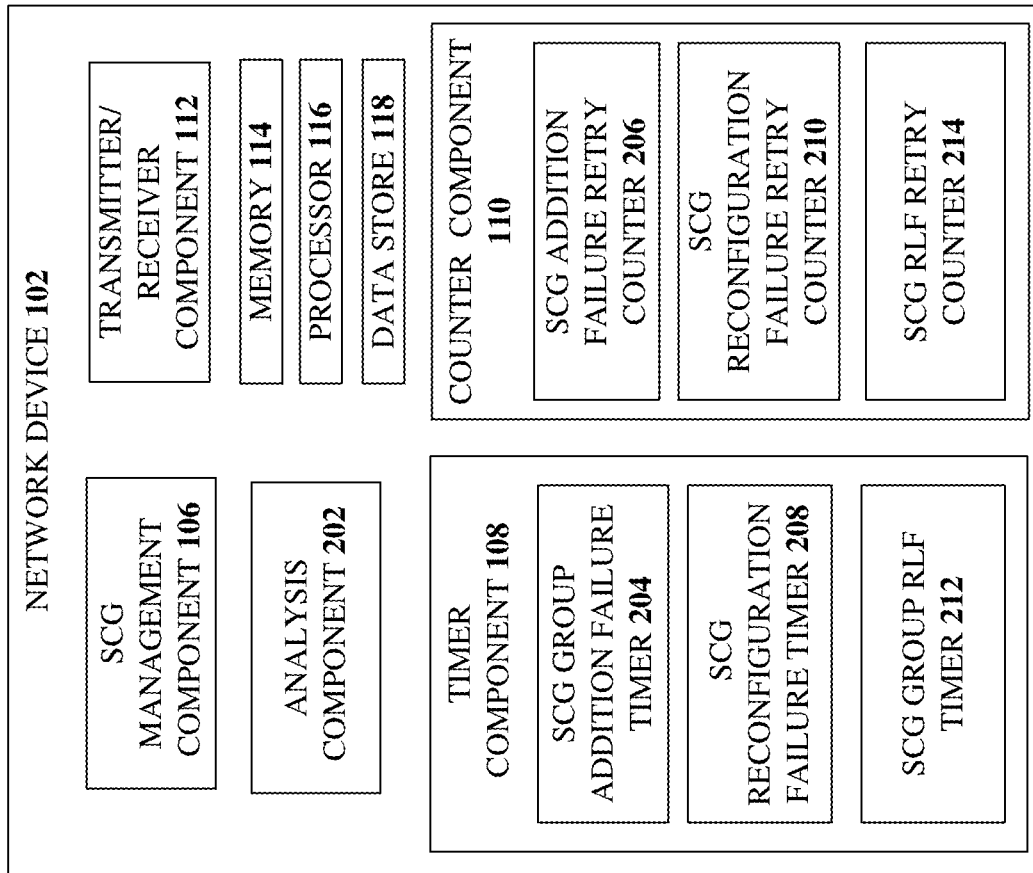 NETWORK DEVICE 102
SCG
MANAGEMENT
COMPONENT 106
ANALYSIS
COMPONENT 202
TRANSMITTER/
RECEIVER
COMPONENT 112
MEMORY 114
PROCESSOR 116
DATA STORE 118
TIMER
COMPONENT 108
SCG GROUP
ADDITION FAILURE
TIMER 204
SCG
RECONFIGURATION
FAILURE TIMER 208
SCG GROUP RLF
TIMER 212
COUNTER COMPONENT
110
SCG ADDITION
FAILURE RETRY
COUNTER 206
SCG
RECONFIGURATION
FAILURE RETRY
COUNTER 210
SCG RLF RETRY
COUNTER 214